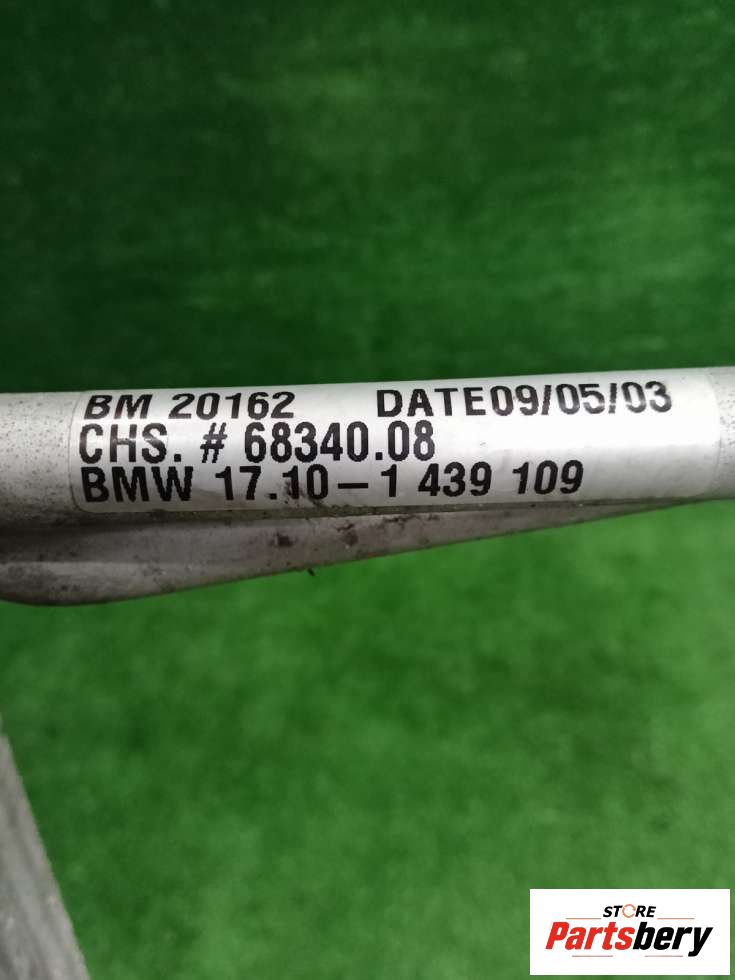 BM 20162 DATE09/05/03
CHS. # 68340.08
BMW 17.10-1 439 109
STORE
Partsbery